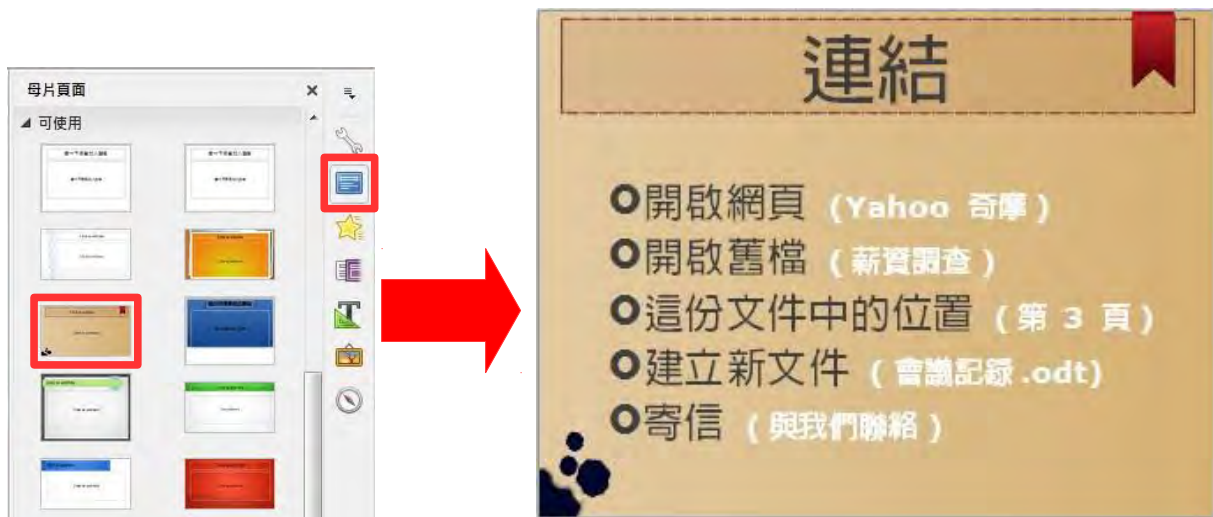 母片頁面
可使用
連結
開啟網頁 (Yahoo 奇摩)
開啟舊檔 (薪資調查)
這份文件中的位置 (第 3 頁)
建立新文件 (會議記錄.odt)
寄信 (與我們聯絡)